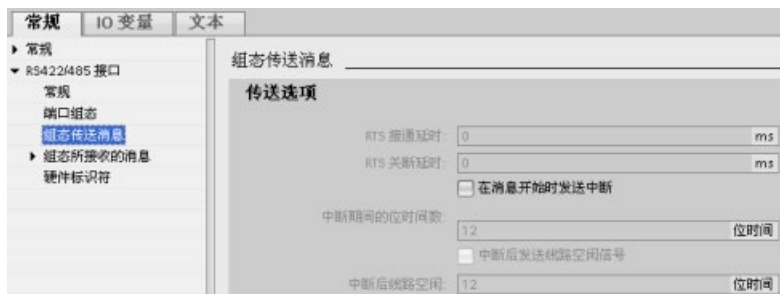 常规 IO 变量 文本
常规
RS422/485 接口
常规
端口组态
组态传送消息
组态所接收的消息
硬件标识符
组态传送消息
传送选项
RTS 接通延时: 0 ms
RTS 关断延时: 0 ms
在消息开始时发送中断
中断期间的位时间数:
12 位时间
中断后发送线路空闲信号
中断后线路空闲: 12 位时间